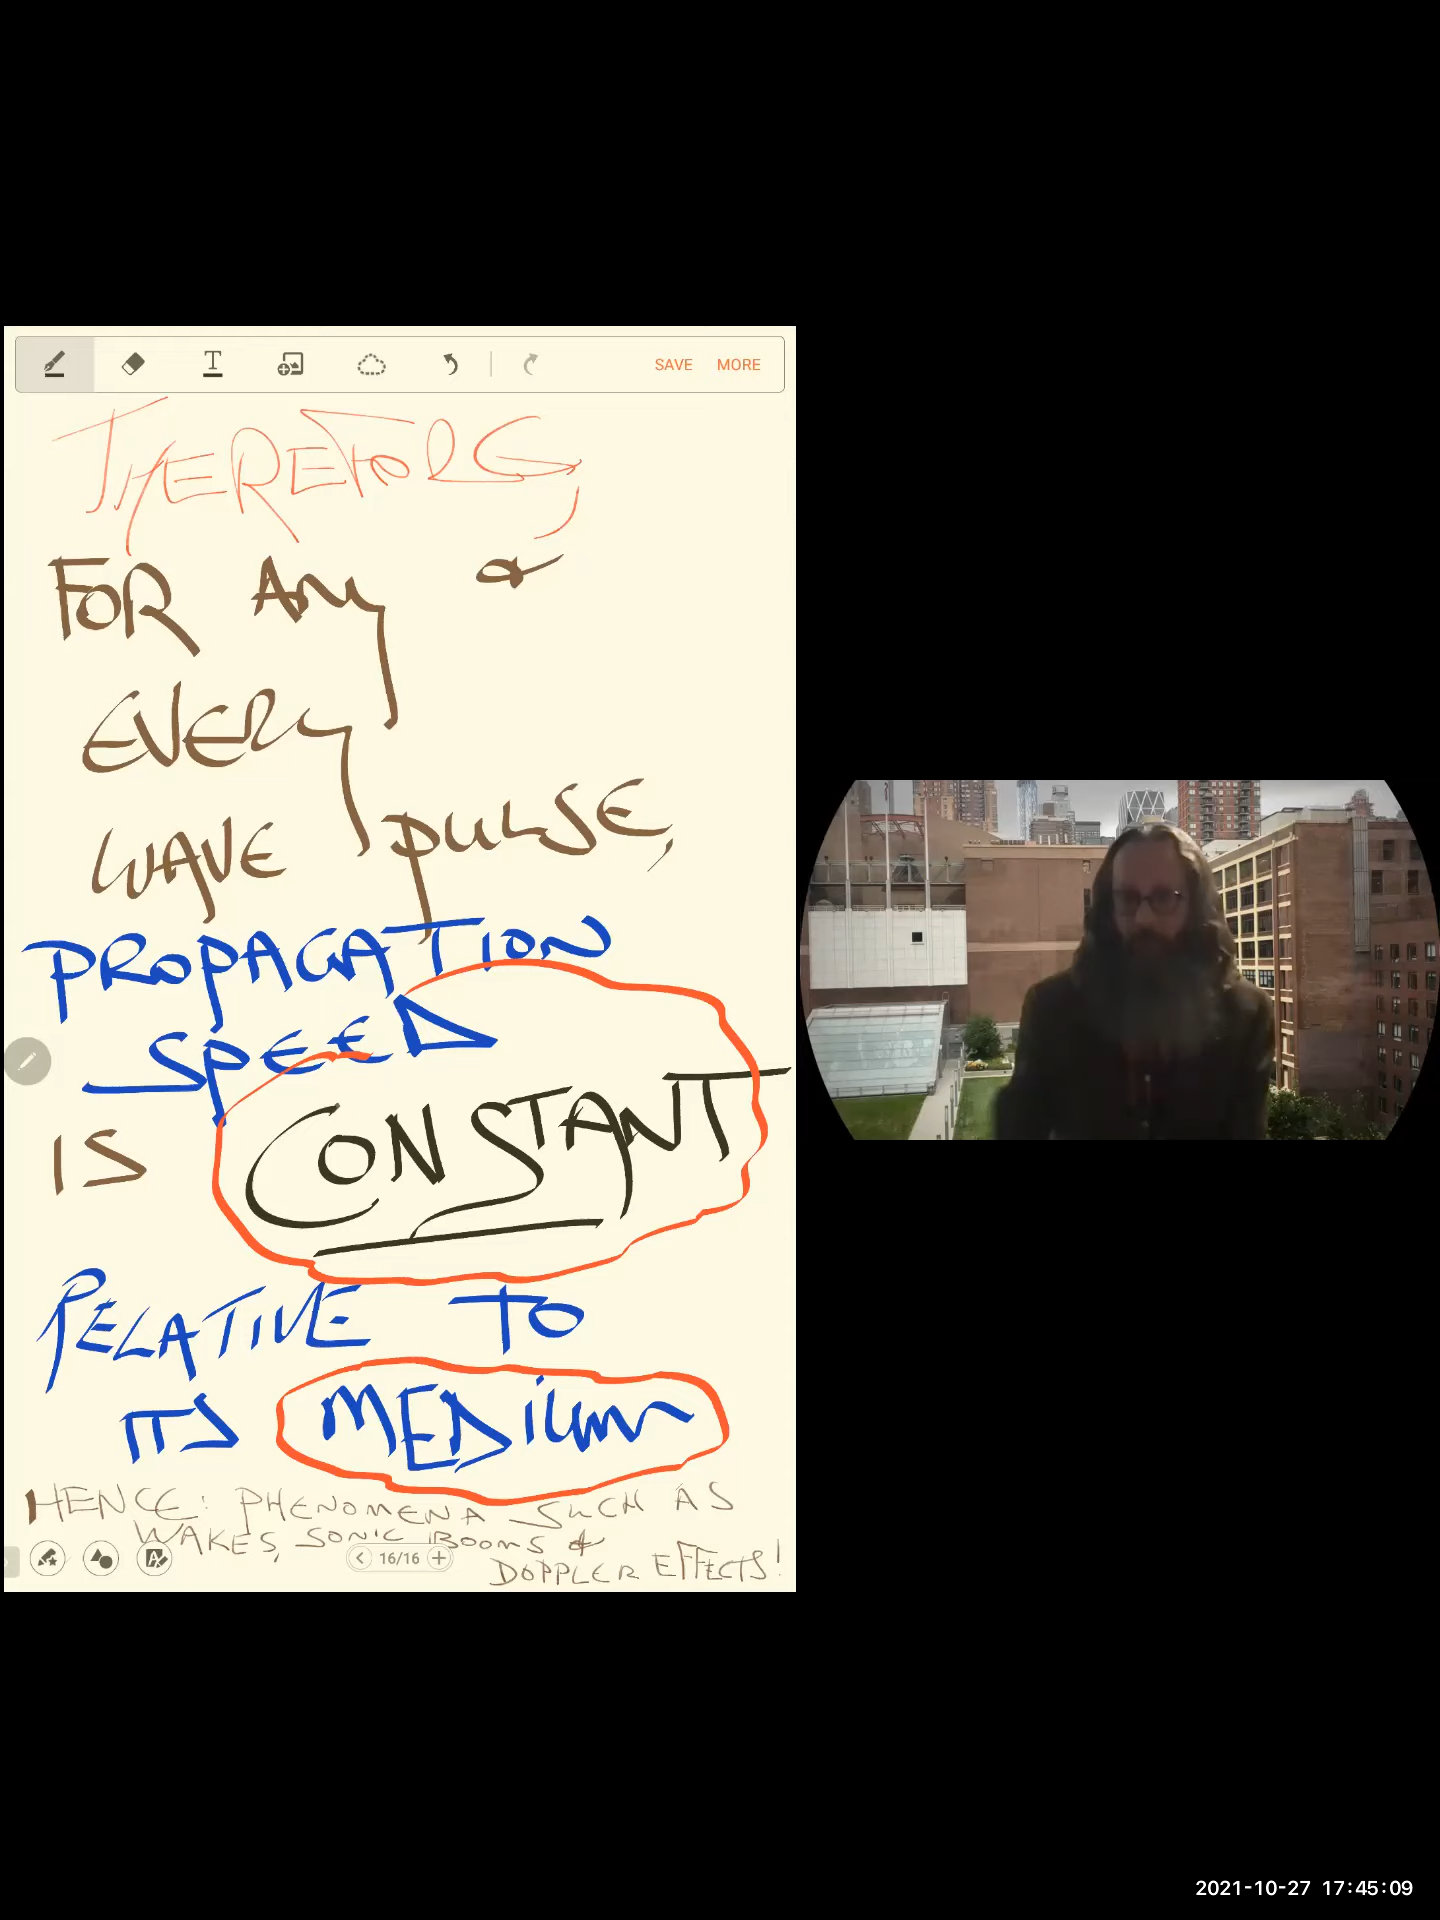 T
SAVE MORE
THEREFORE,
FOR ANY &
EVERY
WAVE PULSE,
PROPAGATION
SPEED
IS CONSTANT
RELATIVE TO
ITS MEDIUM
HENCE: PHENOMENA SUCH AS
WAKES, SONIC BOOMS &
DOPPLER EFFECTS!
A
16/16
2021-10-27 17:45:09